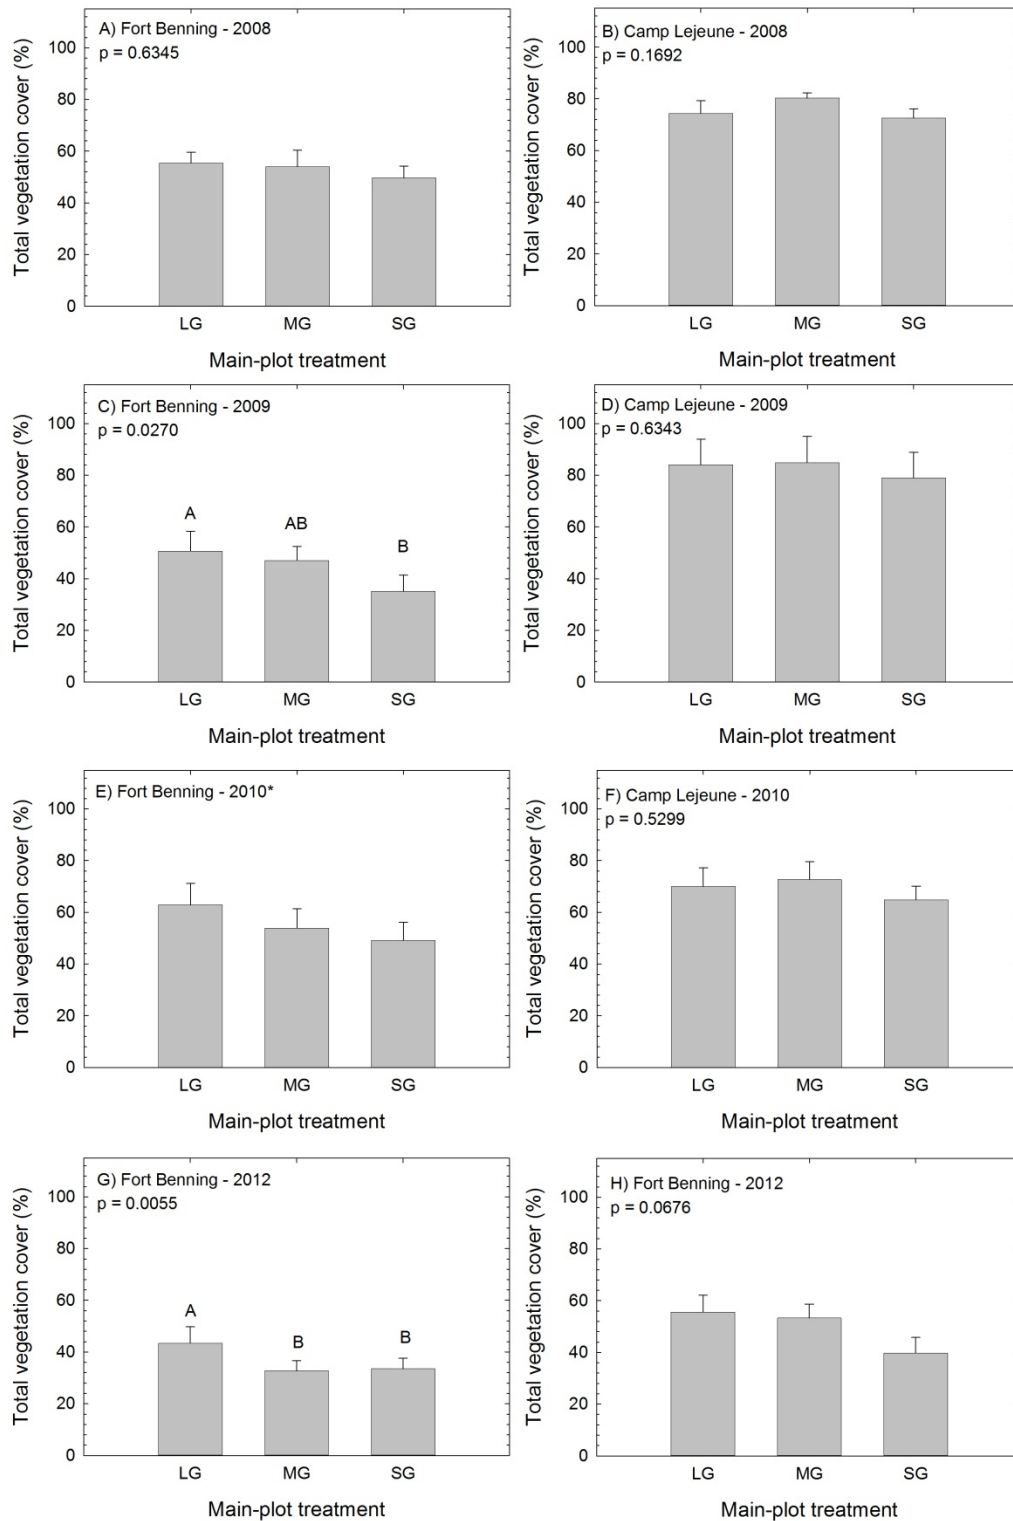 A) Fort Benning - 2008
p = 0.6345
Total vegetation cover (%)
100
80
60
40
20
0
LG MG SG
Main-plot treatment
B) Camp Lejeune - 2008
p = 0.1692
Total vegetation cover (%)
100
80
60
40
20
0
LG MG SG
Main-plot treatment
C) Fort Benning - 2009
p = 0.0270
Total vegetation cover (%)
100
80
60
40
20
0
A AB B
LG MG SG
Main-plot treatment
D) Camp Lejeune - 2009
p = 0.6343
Total vegetation cover (%)
100
80
60
40
20
0
LG MG SG
Main-plot treatment
E) Fort Benning - 2010*
Total vegetation cover (%)
100
80
60
40
20
0
LG MG SG
Main-plot treatment
F) Camp Lejeune - 2010
p = 0.5299
Total vegetation cover (%)
100
80
60
40
20
0
LG MG SG
Main-plot treatment
G) Fort Benning - 2012
p = 0.0055
Total vegetation cover (%)
100
80
60
40
20
0
A B B
LG MG SG
Main-plot treatment
H) Fort Benning - 2012
p = 0.0676
Total vegetation cover (%)
100
80
60
40
20
0
LG MG SG
Main-plot treatment